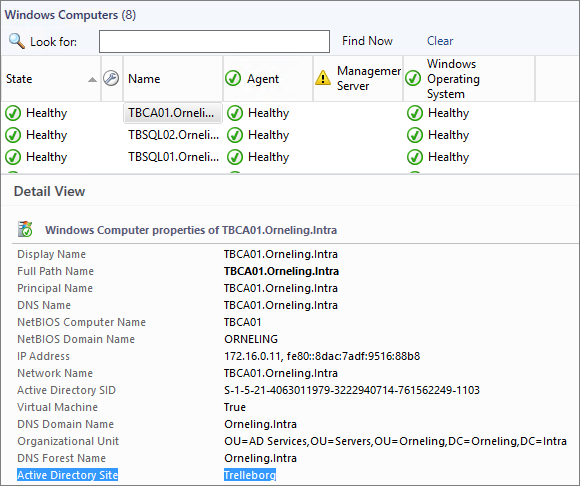 Windows Computers (8)
Look for: Find Now Clear
State Name Agent Managemer Server Windows Operating System
Healthy TBCA01.Orneli... Healthy Healthy
Healthy TBSQL02.Orneli... Healthy Healthy
Healthy TBSQL01.Orneli... Healthy Healthy
Detail View
Windows Computer properties of TBCA01.Orneling.Intra
Display Name TBCA01.Orneling.Intra
Full Path Name TBCA01.Orneling.Intra
Principal Name TBCA01.Orneling.Intra
DNS Name TBCA01.Orneling.Intra
NetBIOS Computer Name TBCA01
NetBIOS Domain Name ORNELING
IP Address 172.16.0.11, fe80::8dac:7adf:9516:88b8
Network Name TBCA01.Orneling.Intra
Active Directory SID S-1-5-21-4063011979-3222940714-761562249-1103
Virtual Machine True
DNS Domain Name Orneling.Intra
Organizational Unit OU=AD Services,OU=Servers,OU=Orneling,DC=Orneling,DC=Intra
DNS Forest Name Orneling.Intra
Active Directory Site Trelleborg